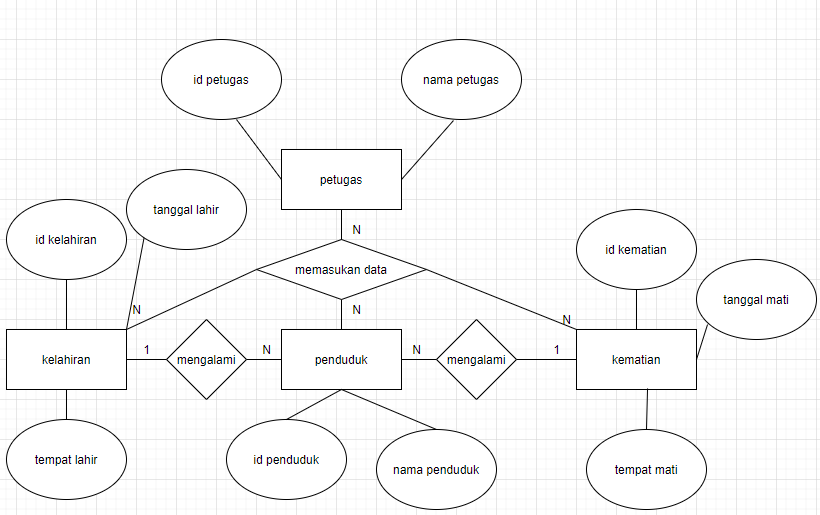 id petugas
nama petugas
petugas
tanggal lahir
id kelahiran
N
id kematian
memasukan data
tanggal mati
N
N
N
kelahiran
1
mengalami
N
penduduk
N
mengalami
1
kematian
tempat lahir
id penduduk
nama penduduk
tempat mati